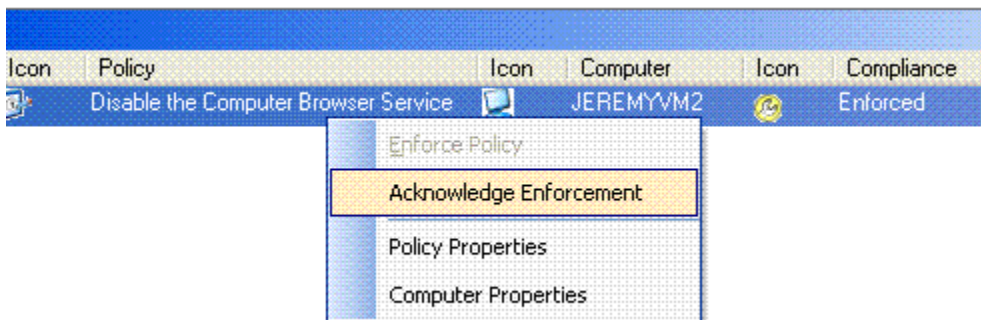 Icon Policy Icon Computer Icon Compliance
Disable the Computer Browser Service JEREMYVM2 Enforced
Enforce Policy
Acknowledge Enforcement
Policy Properties
Computer Properties